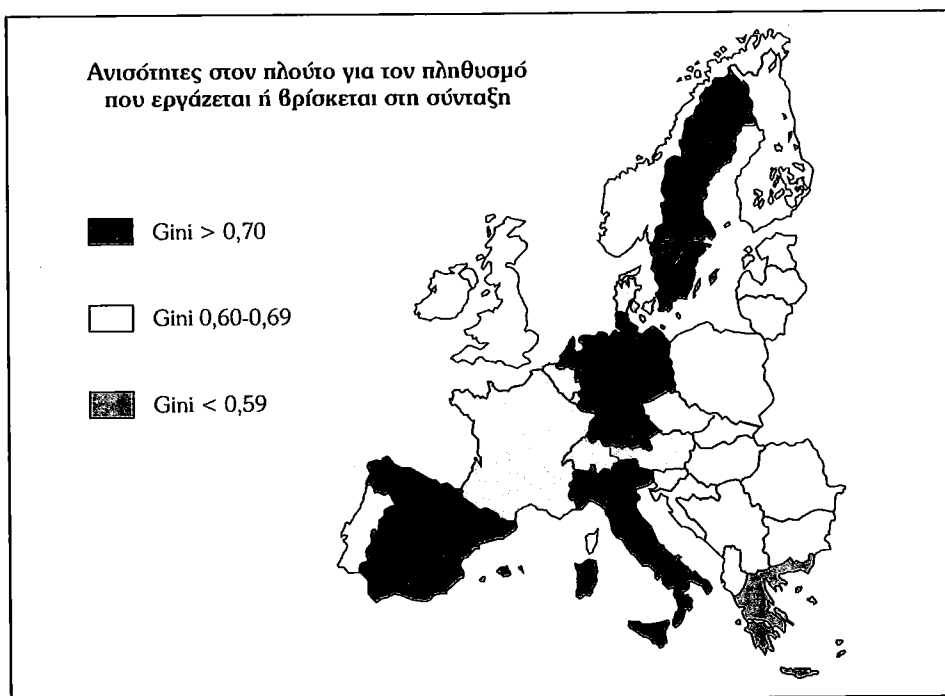 Ανισότητες στον πλούτο για τον πληθυσμό
που εργάζεται ή βρίσκεται στη σύνταξη
Gini > 0,70
Gini 0,60-0,69
Gini < 0,59